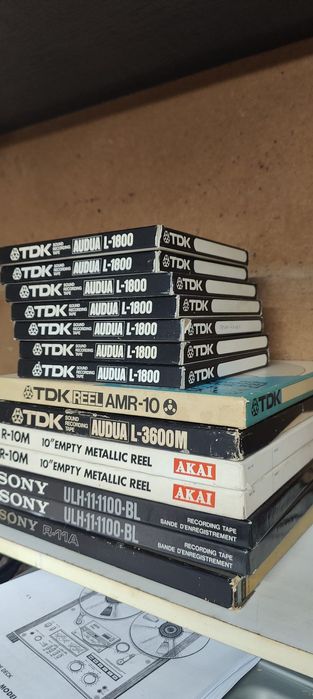 TDK SOUND RECORDING TAPE AUDUA L-1800 TDK
TDK SOUND RECORDING TAPE AUDUA L-1800 TDK
TDK SOUND RECORDING TAPE AUDUA L-1800 TDK
TDK SOUND RECORDING TAPE AUDUA L-1800 TDK
TDK SOUND RECORDING TAPE AUDUA L-1800 TDK
TDK SOUND RECORDING TAPE AUDUA L-1800 TDK
TDK SOUND RECORDING TAPE AUDUA L-1800 TDK
TDK REEL AMR-10 TDK
TDK SOUND RECORDING TAPE AUDUA L-3600M
R-10M 10" EMPTY METALLIC REEL AKAI
R-10M 10" EMPTY METALLIC REEL AKAI
SONY ULH-11-1100-BL RECORDING TAPE
BANDE D'ENREGISTREMENT
SONY ULH-11-1100-BL RECORDING TAPE
BANDE D'ENREGISTREMENT
SONY R-11A